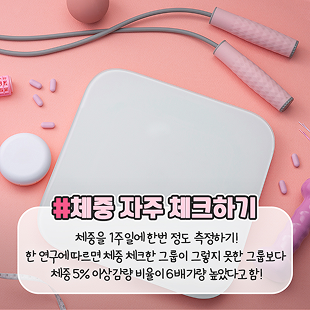 #체중 자주 체크하기
체중을 1주일에 한번 정도 측정하기!
한 연구에 따르면 체중 체크한 그룹이 그렇지 못한 그룹보다
체중 5% 이상 감량 비율이 6배가량 높았다고 함!